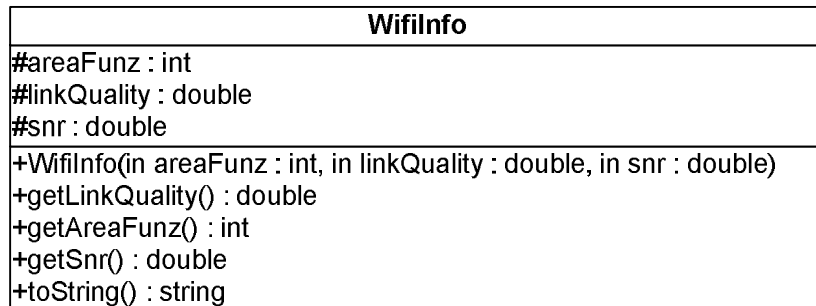 WifiInfo
#areaFunz : int
#linkQuality : double
#snr : double
+WifiInfo(in areaFunz : int, in linkQuality : double, in snr : double)
+getLinkQuality() : double
+getAreaFunz() : int
+getSnr() : double
+toString() : string